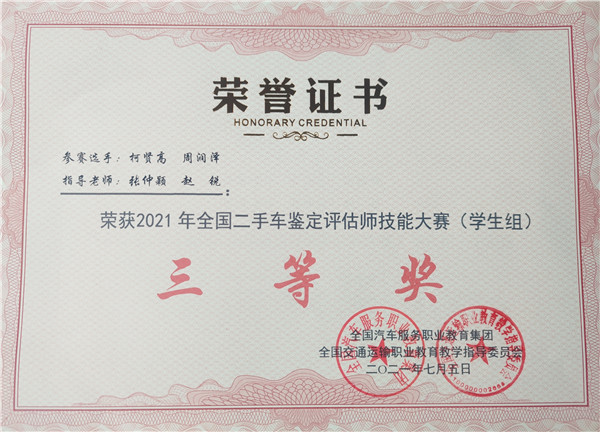 荣誉证书
HONORARY CREDENTIAL
参赛选手：柯贤高 周润泽
指导老师：张仲颖 赵锐：
荣获2021年全国二手车鉴定评估师技能大赛（学生组）
三等奖
全国汽车服务职业教育集团
全国交通运输职业教育教学指导委员会
二〇二一年七月五日